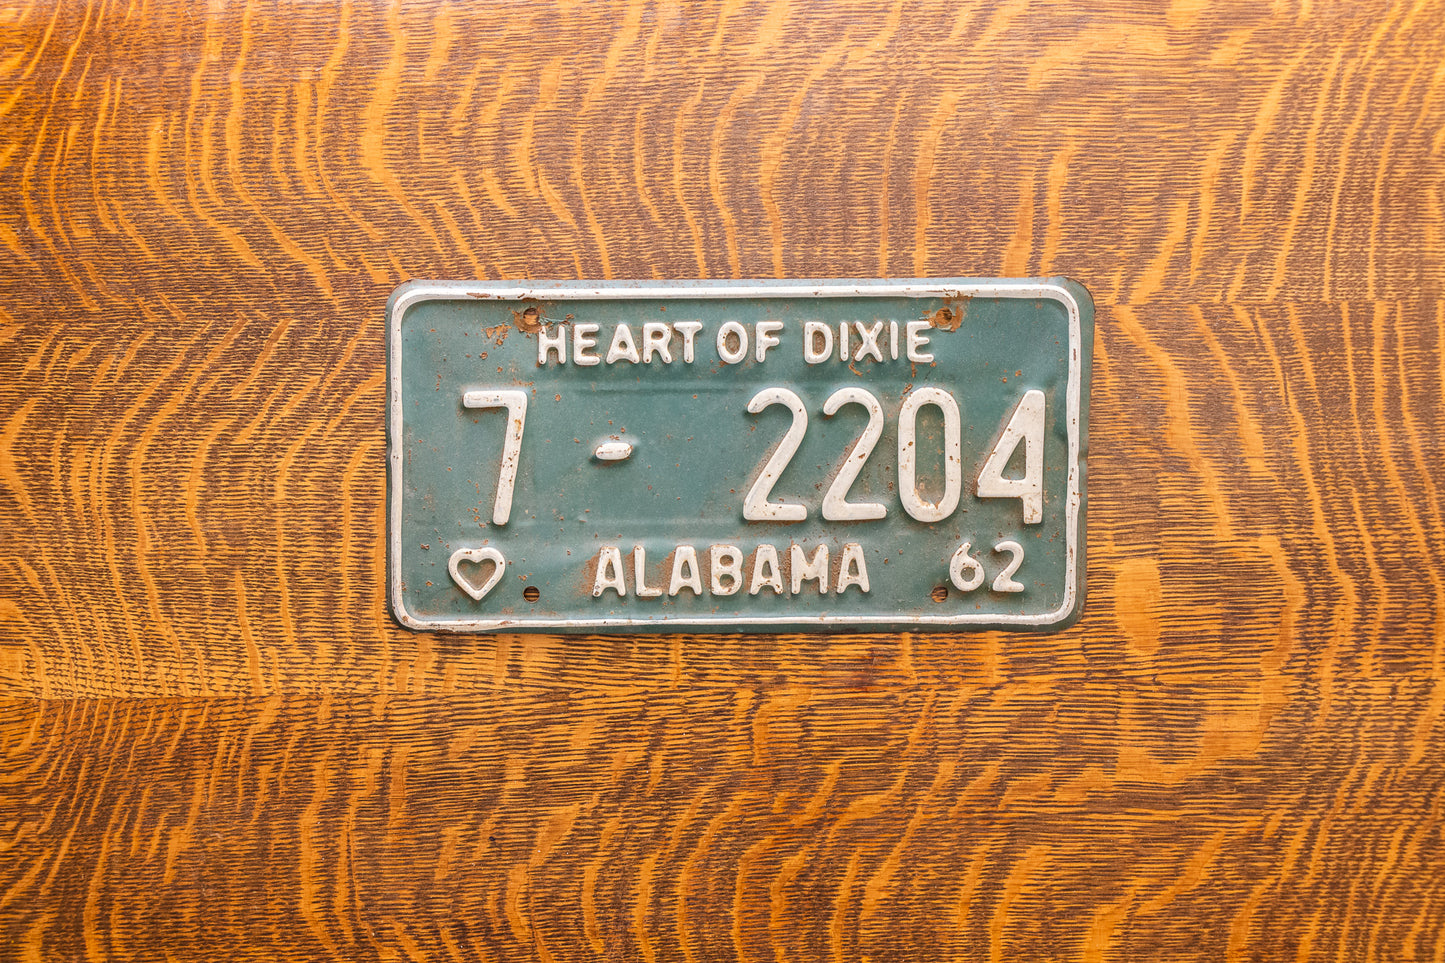 HEART OF DIXIE
7 - 2204
ALABAMA 62